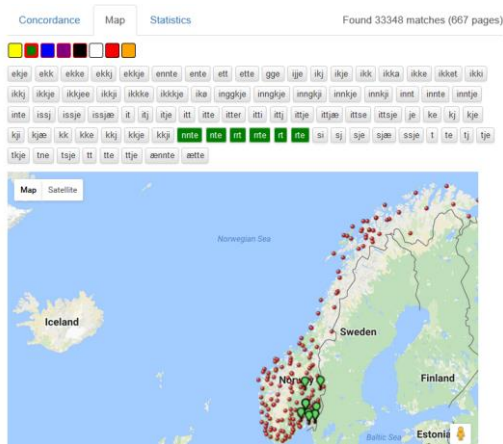 Concordance Map Statistics Found 33348 matches (667 pages)
ekje ekk ekke ekkj ekkje ennte ente ett ette gge ijje ikj ikje ikk ikka ikke ikket ikki
ikkj ikkje ikkjee ikkji ikkke ikkkje ikø inggkje inngkje inngkji innkje innkji innt innte inntje
inte issj issje issjæ it itj itje itt itte itter itti ittj ittje ittjæ ittse ittsje je ke kj kje
kji kjæ kk kke kkj kkje kkji nnte nte rrt rrte rt rte si sj sje sjæ sse ssje t te tj tje
tkje tne tsje tt tte ttje ænnte ætte
Map Satellite
Norwegian Sea
Iceland
Sweden
Norway
Finland
Baltic Sea
Estonia